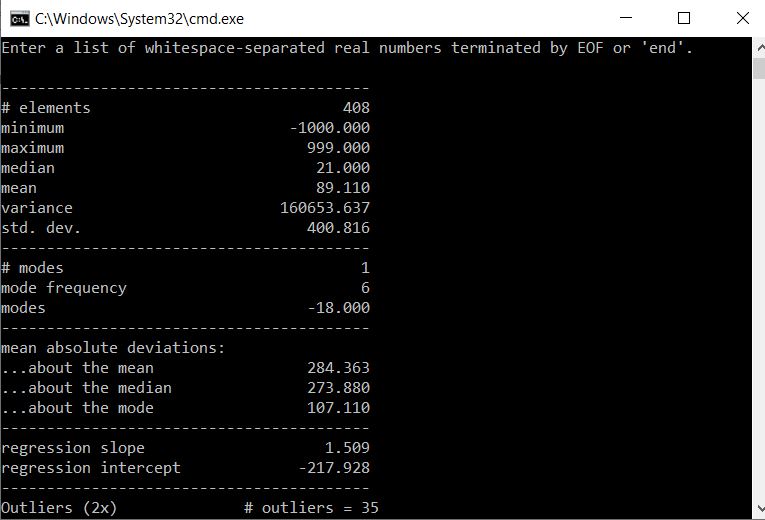 C:\Windows\System32\cmd.exe
Enter a list of whitespace-separated real numbers terminated by EOF or 'end'.
-----------------------------------------
# elements                            408
minimum                         -1000.000
maximum                           999.000
median                             21.000
mean                               89.110
variance                       160653.637
std. dev.                         400.816
-----------------------------------------
# modes                                 1
mode frequency                          6
modes                             -18.000
-----------------------------------------
mean absolute deviations:
...about the mean                 284.363
...about the median               273.880
...about the mode                 107.110
-----------------------------------------
regression slope                    1.509
regression intercept             -217.928
-----------------------------------------
Outliers (2x)              # outliers = 35